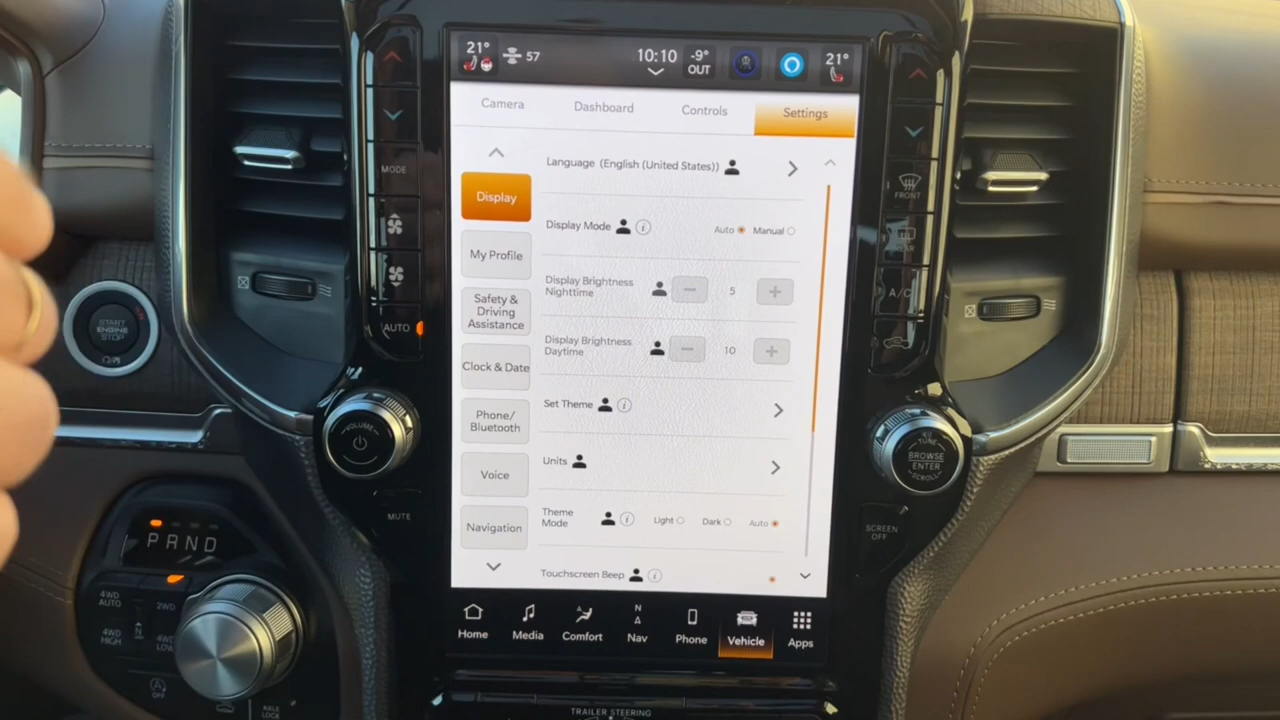 21°
57
10:10
-9°
OUT
21°
Camera
Dashboard
Controls
Settings
Language (English (United States))
Display
Display Mode
Auto
Manual
My Profile
Display Brightness
Nighttime
5
Safety &
Driving
Assistance
Display Brightness
Daytime
10
Clock & Date
Set Theme
Phone/
Bluetooth
Units
Voice
Theme
Mode
Light
Dark
Auto
Navigation
Touchscreen Beep
Home
Media
Comfort
N
Nav
Phone
Vehicle
Apps
MODE
AUTO
VOLUME
MUTE
FRONT
A/C
TUNE
BROWSE
ENTER
SCROLL
SCREEN
OFF
START
ENGINE
STOP
PRND
4WD
AUTO
2WD
4WD
HIGH
N
4WD
LOW
OFF
AXLE
LOCK
TRAILER STEERING